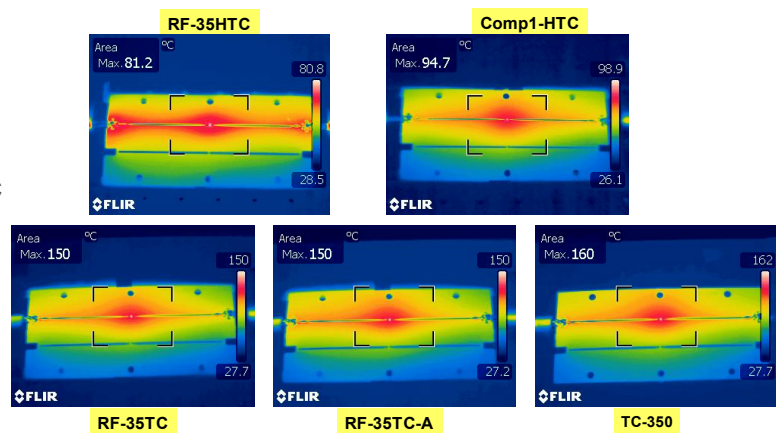 RF-35HTC
Comp1-HTC
Area °C
Max. 81.2
80.8
28.5
FLIR
Area °C
Max. 94.7
98.9
26.1
FLIR
Area °C
Max. 150
150
27.7
FLIR
Area °C
Max. 150
150
27.2
FLIR
Area °C
Max. 160
162
27.7
FLIR
RF-35TC
RF-35TC-A
TC-350